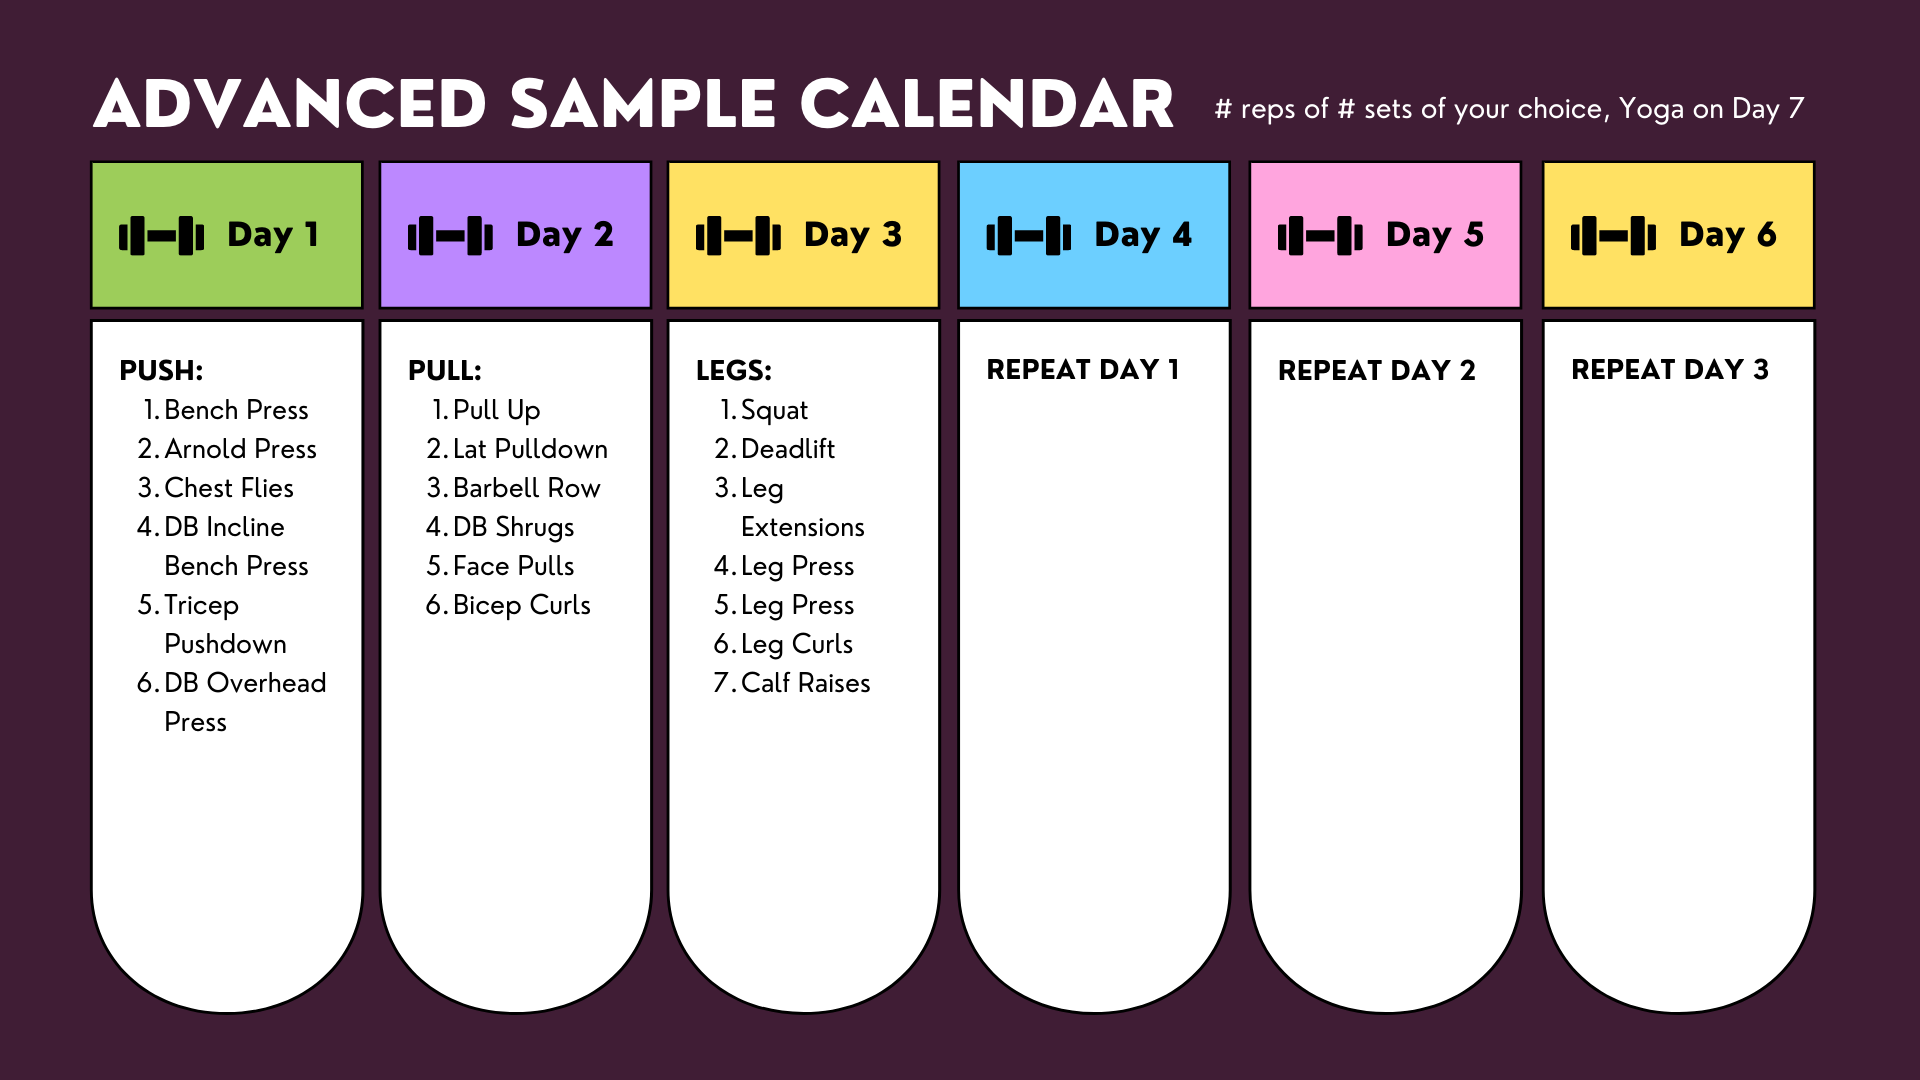 ADVANCED SAMPLE CALENDAR
# reps of # sets of your choice, Yoga on Day 7
Day 1
PUSH:
1. Bench Press
2. Arnold Press
3. Chest Flies
4. DB Incline
Bench Press
5. Tricep
Pushdown
6. DB Overhead
Press
Day 2
PULL:
1. Pull Up
2. Lat Pulldown
3. Barbell Row
4. DB Shrugs
5. Face Pulls
6. Bicep Curls
Day 3
LEGS:
1. Squat
2. Deadlift
3. Leg
Extensions
4. Leg Press
5. Leg Press
6. Leg Curls
7. Calf Raises
Day 4
REPEAT DAY 1
Day 5
REPEAT DAY 2
Day 6
REPEAT DAY 3